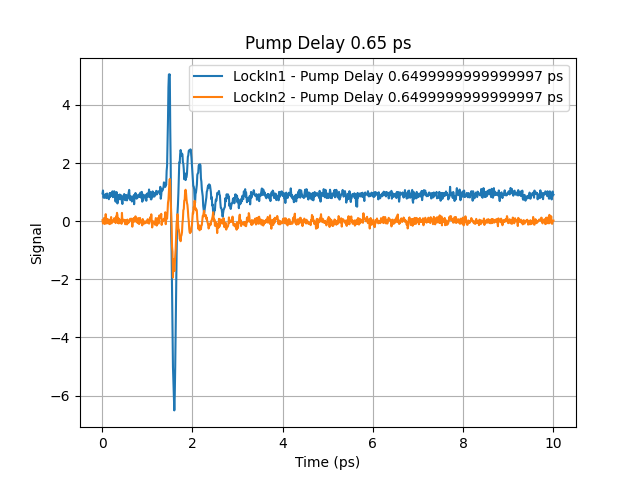 Pump Delay 0.65 ps
LockIn1 - Pump Delay 0.6499999999999997 ps
LockIn2 - Pump Delay 0.6499999999999997 ps
4
2
0
−2
−4
−6
Signal
0 2 4 6 8 10
Time (ps)